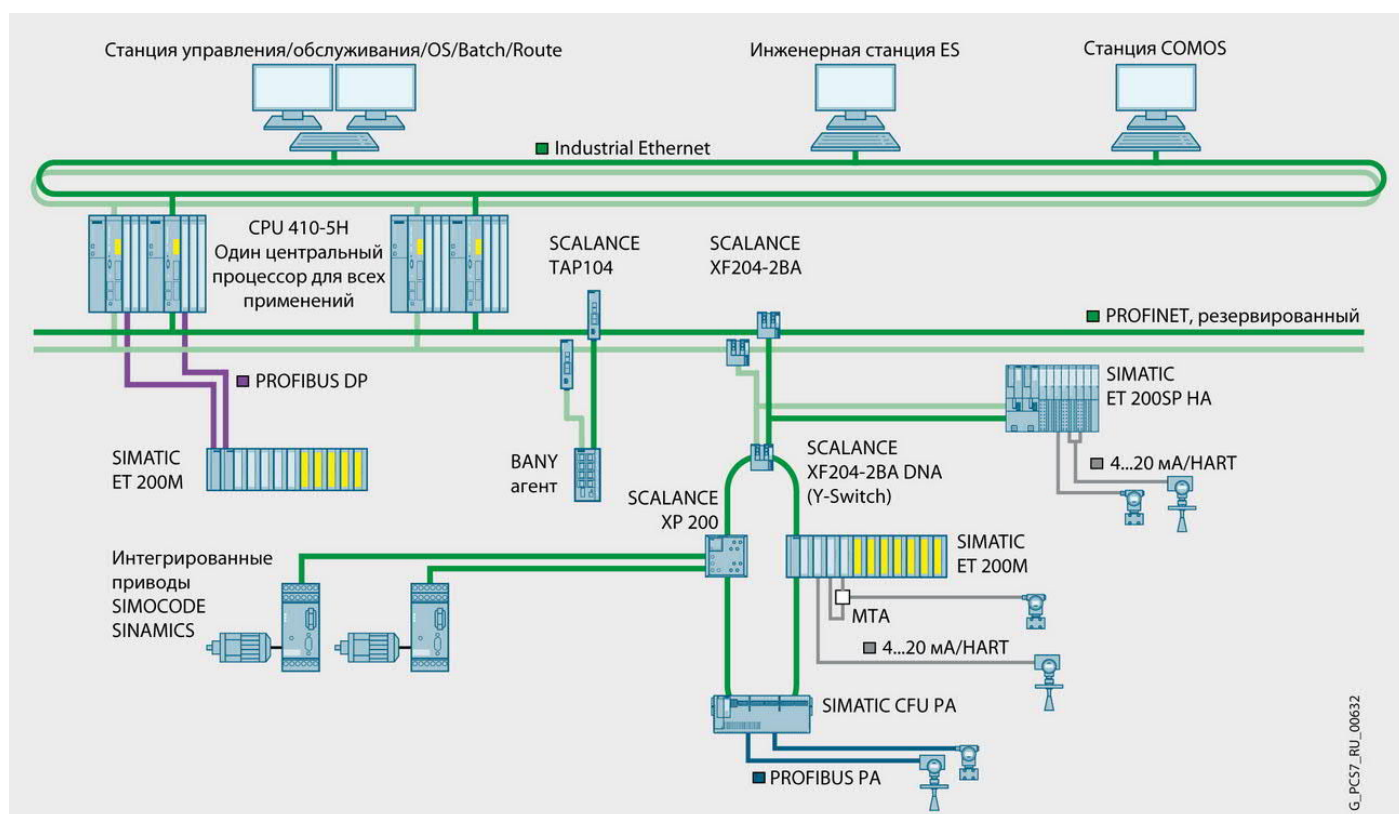 Станция управления/обслуживания/OS/Batch/Route
Инженерная станция ES
Станция COMOS
Industrial Ethernet
CPU 410-5H
Один центральный
процессор для всех
применений
SCALANCE
TAP104
SCALANCE
XF204-2BA
PROFINET, резервированный
PROFIBUS DP
SIMATIC
ET 200SP HA
SIMATIC
ET 200M
BANY
агент
SCALANCE
XF204-2BA DNA
(Y-Switch)
4...20 мА/HART
SCALANCE
XP 200
Интегрированные
приводы
SIMOCODE
SINAMICS
SIMATIC
ET 200M
MTA
4...20 мА/HART
SIMATIC CFU PA
PROFIBUS PA
G_PCS7_RU_00632